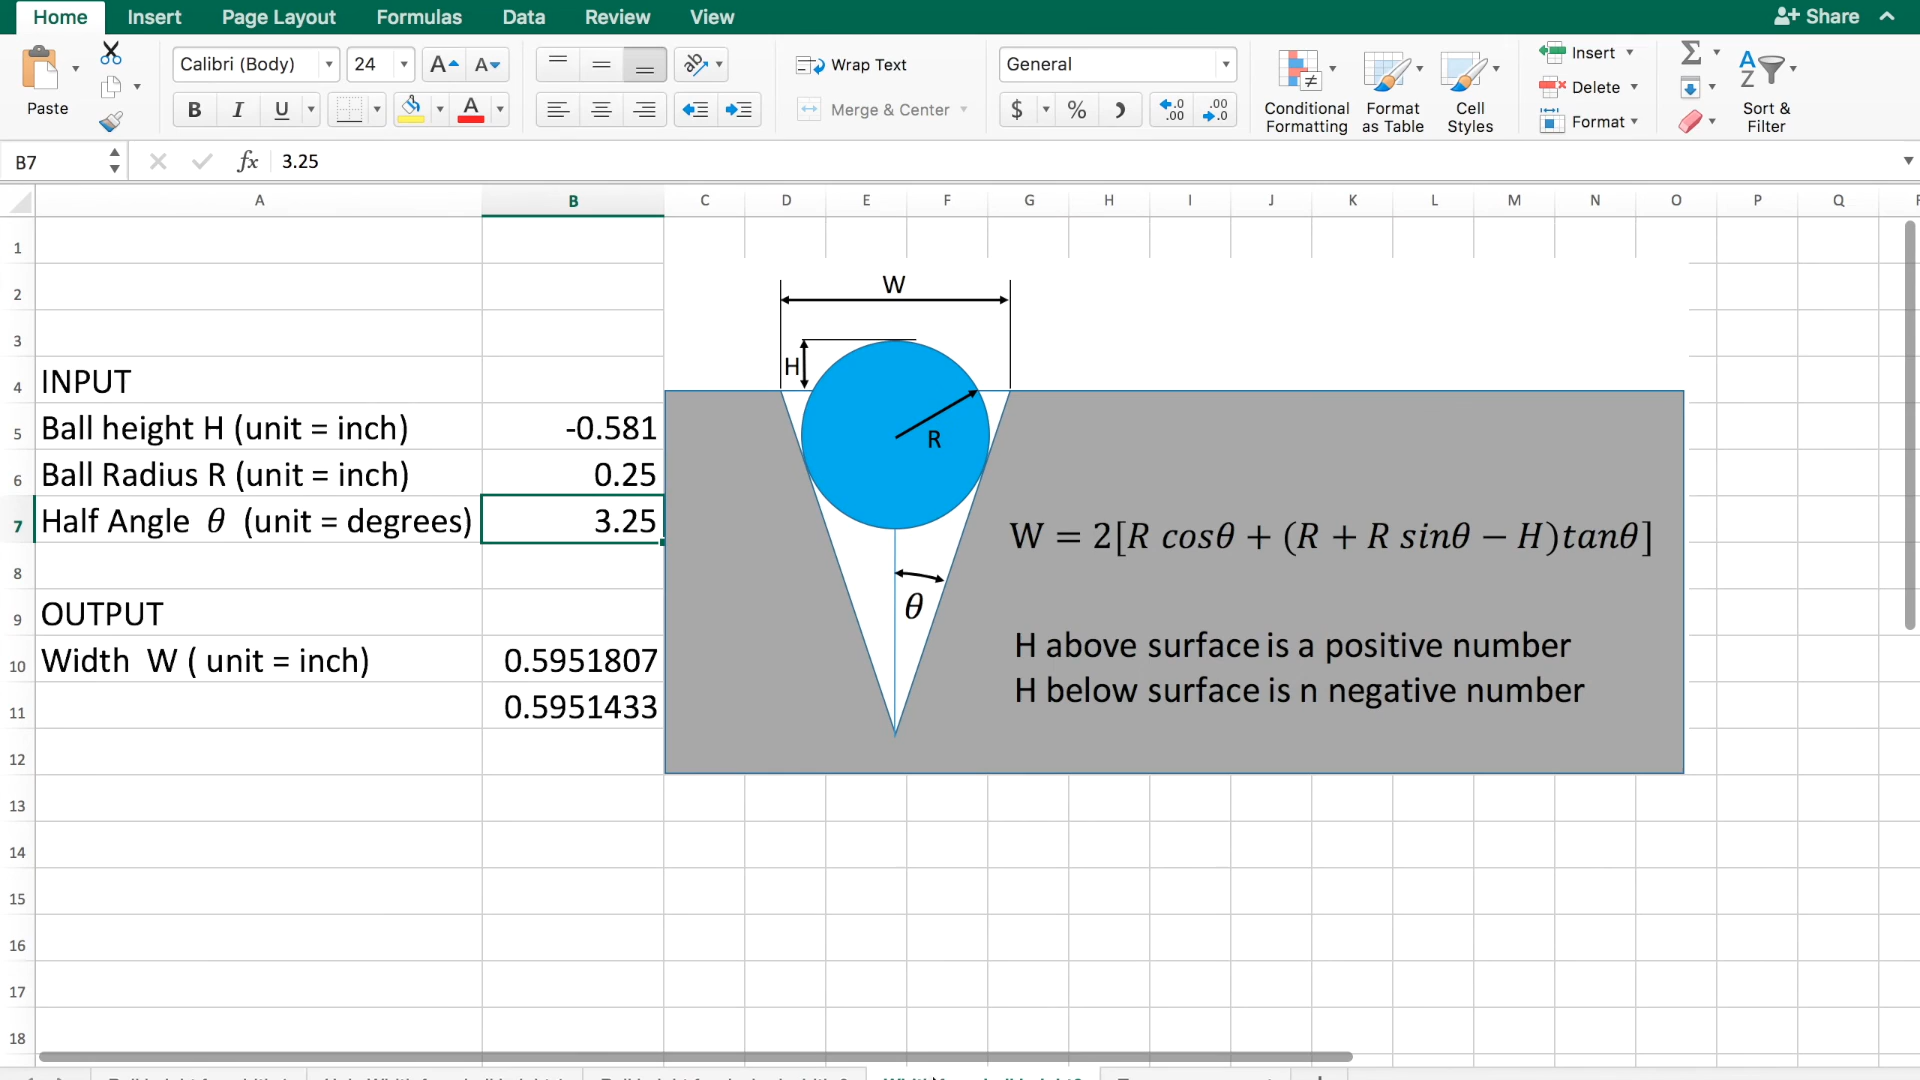 Home Insert Page Layout Formulas Data Review View Share
Calibri (Body) 24 A A Wrap Text General Insert
Paste Conditional Formatting Format as Table Cell Styles Delete Sort & Filter
B I U A Merge & Center $ % Format
B7 fx 3.25
A B C D E F G H I J K L M N O P Q
1
2
3
4 INPUT
5 Ball height H (unit = inch) -0.581
6 Ball Radius R (unit = inch) 0.25
7 Half Angle θ (unit = degrees) 3.25
8
9 OUTPUT
10 Width W ( unit = inch) 0.5951807
11 0.5951433
12
13
14
15
16
17
18
W
H
R
θ
W = 2[R cosθ + (R + R sinθ − H)tanθ]
H above surface is a positive number
H below surface is n negative number